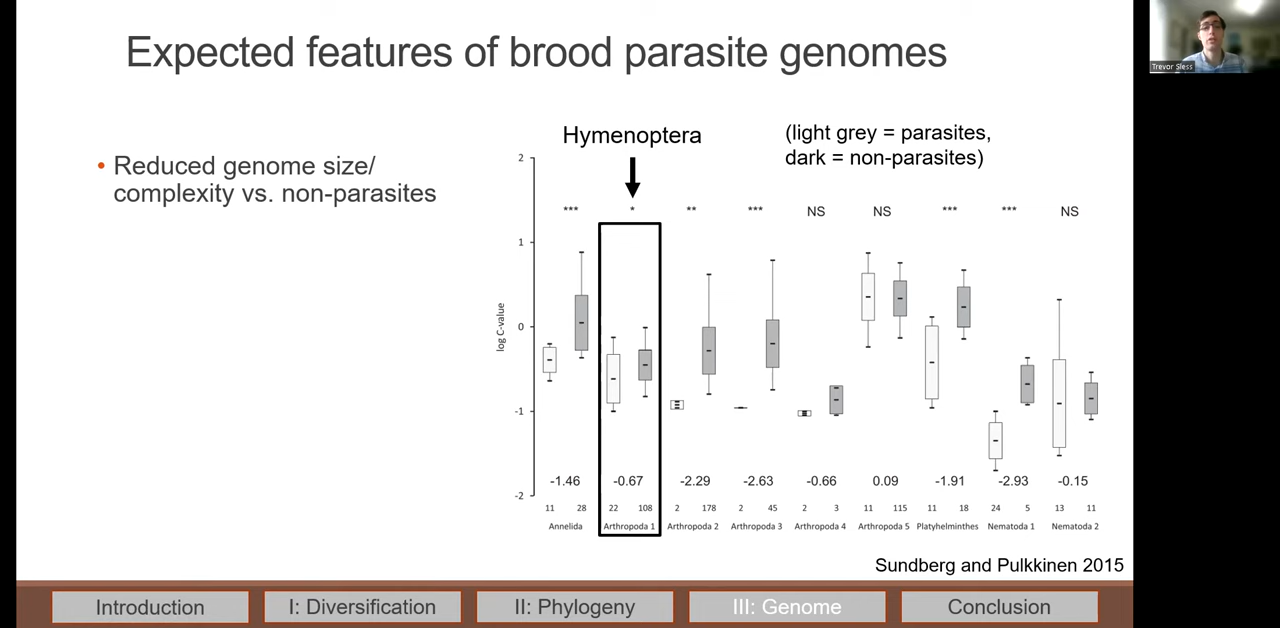 Expected features of brood parasite genomes
Trevor Sless
• Reduced genome size/
complexity vs. non-parasites
Hymenoptera
(light grey = parasites,
dark = non-parasites)
2
*** * ** *** NS NS *** *** NS
1
log C-value
0
-1
-1.46 -0.67 -2.29 -2.63 -0.66 0.09 -1.91 -2.93 -0.15
-2
11 28 22 108 2 178 2 45 2 3 11 115 11 18 24 5 13 11
Annelida Arthropoda 1 Arthropoda 2 Arthropoda 3 Arthropoda 4 Arthropoda 5 Platyhelminthes Nematoda 1 Nematoda 2
Sundberg and Pulkkinen 2015
Introduction I: Diversification II: Phylogeny III: Genome Conclusion